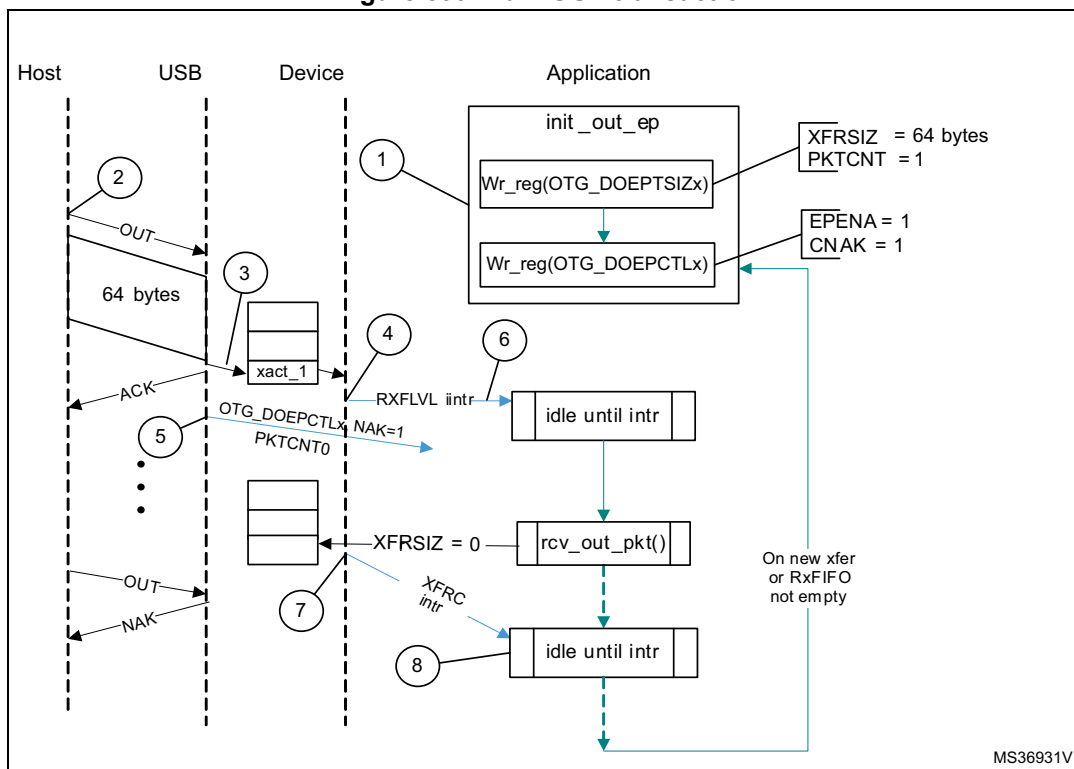 Host USB Device Application
init _out_ep
XFRSIZ = 64 bytes
PKTCNT = 1
1
Wr_reg(OTG_DOEPTSIZx)
2
OUT
EPENA = 1
CNAK = 1
Wr_reg(OTG_DOEPCTLx)
3
64 bytes
4
6
xact_1
ACK
RXFLVL iintr
idle until intr
OTG_DOEPCTLx, NAK=1
PKTCNT0
5
XFRSIZ = 0
rcv_out_pkt()
On new xfer
or RxFIFO
not empty
OUT
7
XFRC
intr
NAK
8
idle until intr
MS36931V